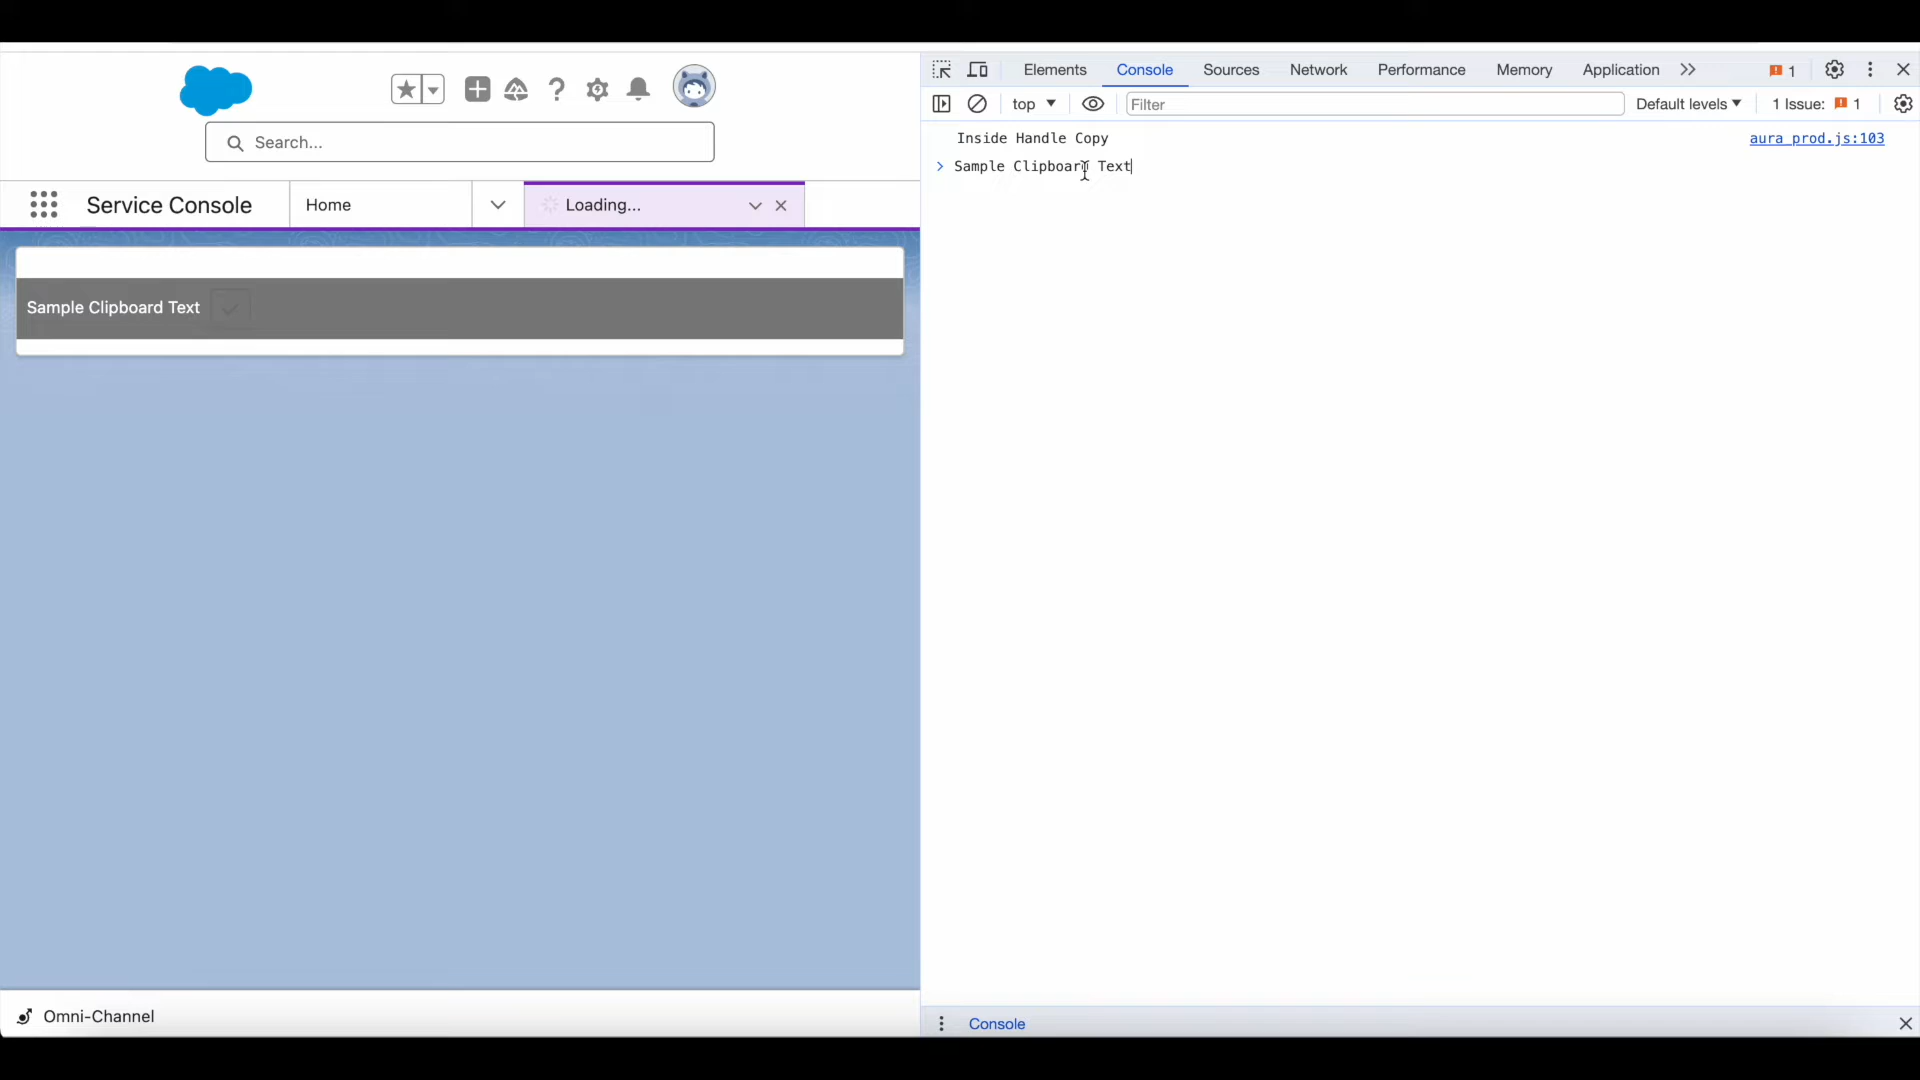 Elements Console Sources Network Performance Memory Application 1
top Filter Default levels 1 Issue: 1
Search...
Inside Handle Copy aura_prod.js:103
> Sample Clipboard Text
Service Console Home Loading...
Sample Clipboard Text
Omni-Channel
Console